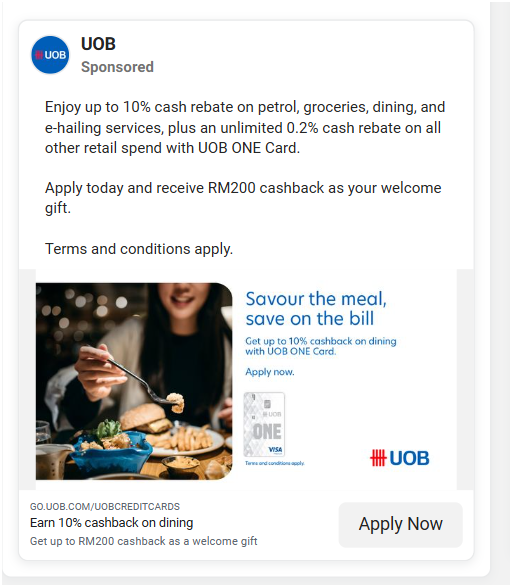 UOB
UOB
Sponsored
Enjoy up to 10% cash rebate on petrol, groceries, dining, and
e-hailing services, plus an unlimited 0.2% cash rebate on all
other retail spend with UOB ONE Card.
Apply today and receive RM200 cashback as your welcome
gift.
Terms and conditions apply.
Savour the meal,
save on the bill
Get up to 10% cashback on dining
with UOB ONE Card.
Apply now.
UOB
ONE
VISA
Terms and conditions apply.
UOB
GO.UOB.COM/UOBCREDITCARDS
Earn 10% cashback on dining
Get up to RM200 cashback as a welcome gift
Apply Now